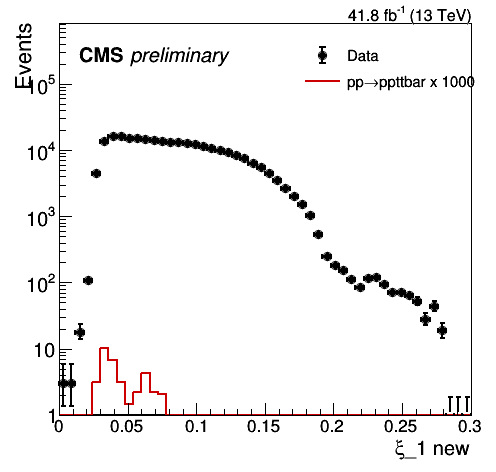 41.8 fb⁻¹ (13 TeV)
Events
CMS preliminary
Data
pp→ppttbar x 1000
10⁵
10⁴
10³
10²
10
1
0 0.05 0.1 0.15 0.2 0.25 0.3
ξ_1 new